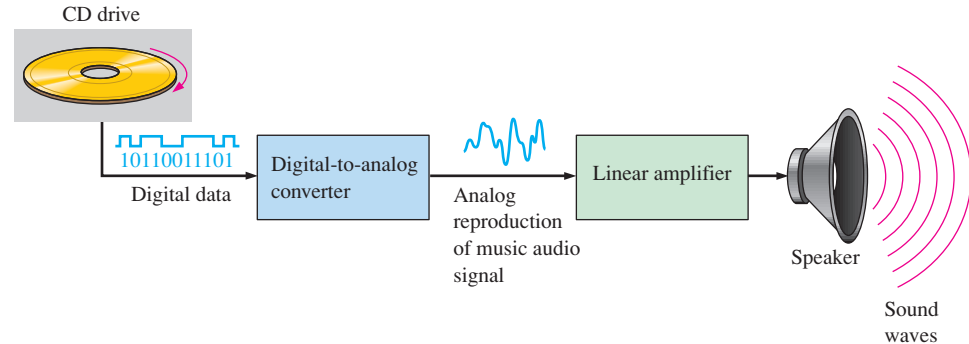 CD drive
10110011101
Digital data
Digital-to-analog
converter
Analog
reproduction
of music audio
signal
Linear amplifier
Speaker
Sound
waves